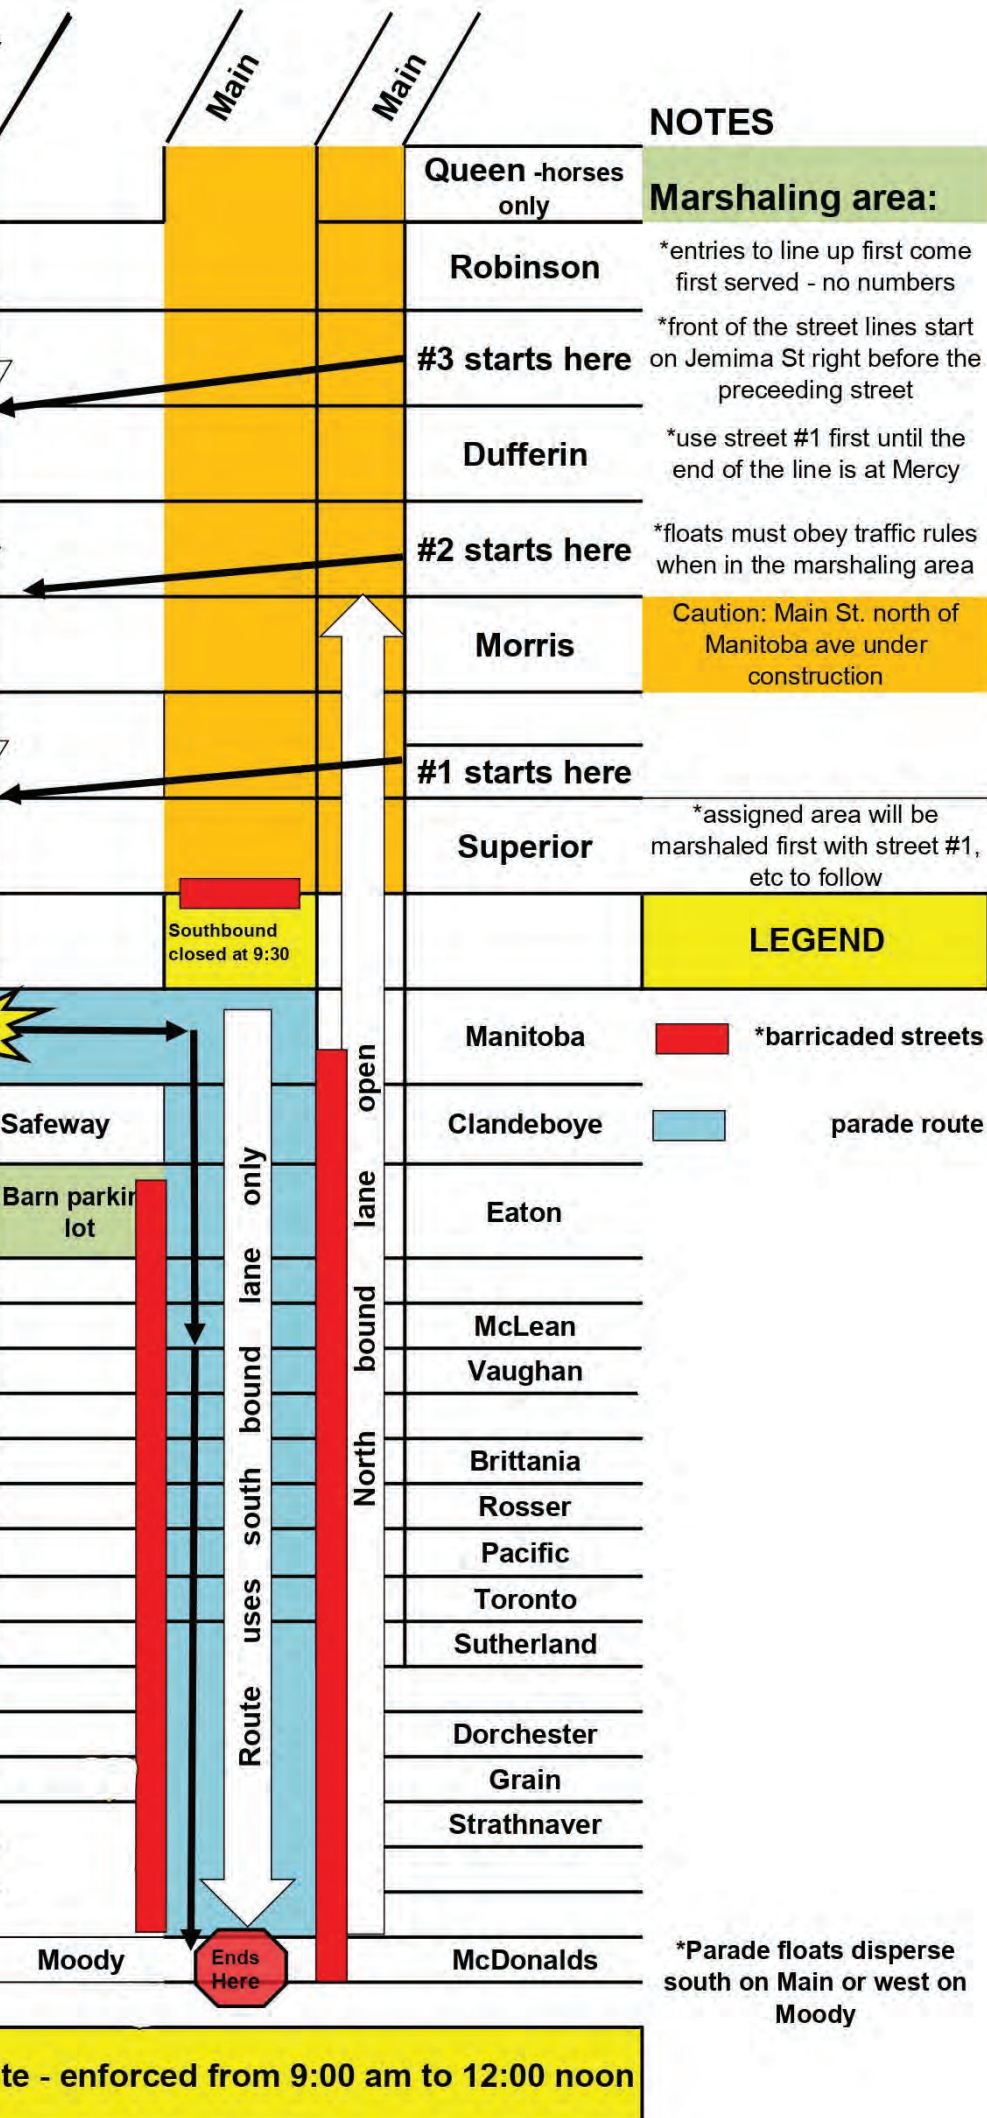 Main
Main
NOTES
Queen -horses
only
Marshaling area:
Robinson
*entries to line up first come
first served - no numbers
#3 starts here
*front of the street lines start
on Jemima St right before the
preceeding street
Dufferin
*use street #1 first until the
end of the line is at Mercy
#2 starts here
*floats must obey traffic rules
when in the marshaling area
Morris
Caution: Main St. north of
Manitoba ave under
construction
#1 starts here
Superior
*assigned area will be
marshaled first with street #1,
etc to follow
Southbound
closed at 9:30
LEGEND
Manitoba
*barricaded streets
Safeway
Clandeboye
parade route
Barn parkin
lot
Eaton
McLean
Vaughan
Brittania
Rosser
Pacific
Toronto
Sutherland
Dorchester
Grain
Strathnaver
Route uses south bound lane only
North bound lane open
Moody
Ends
Here
McDonalds
*Parade floats disperse
south on Main or west on
Moody
te - enforced from 9:00 am to 12:00 noon